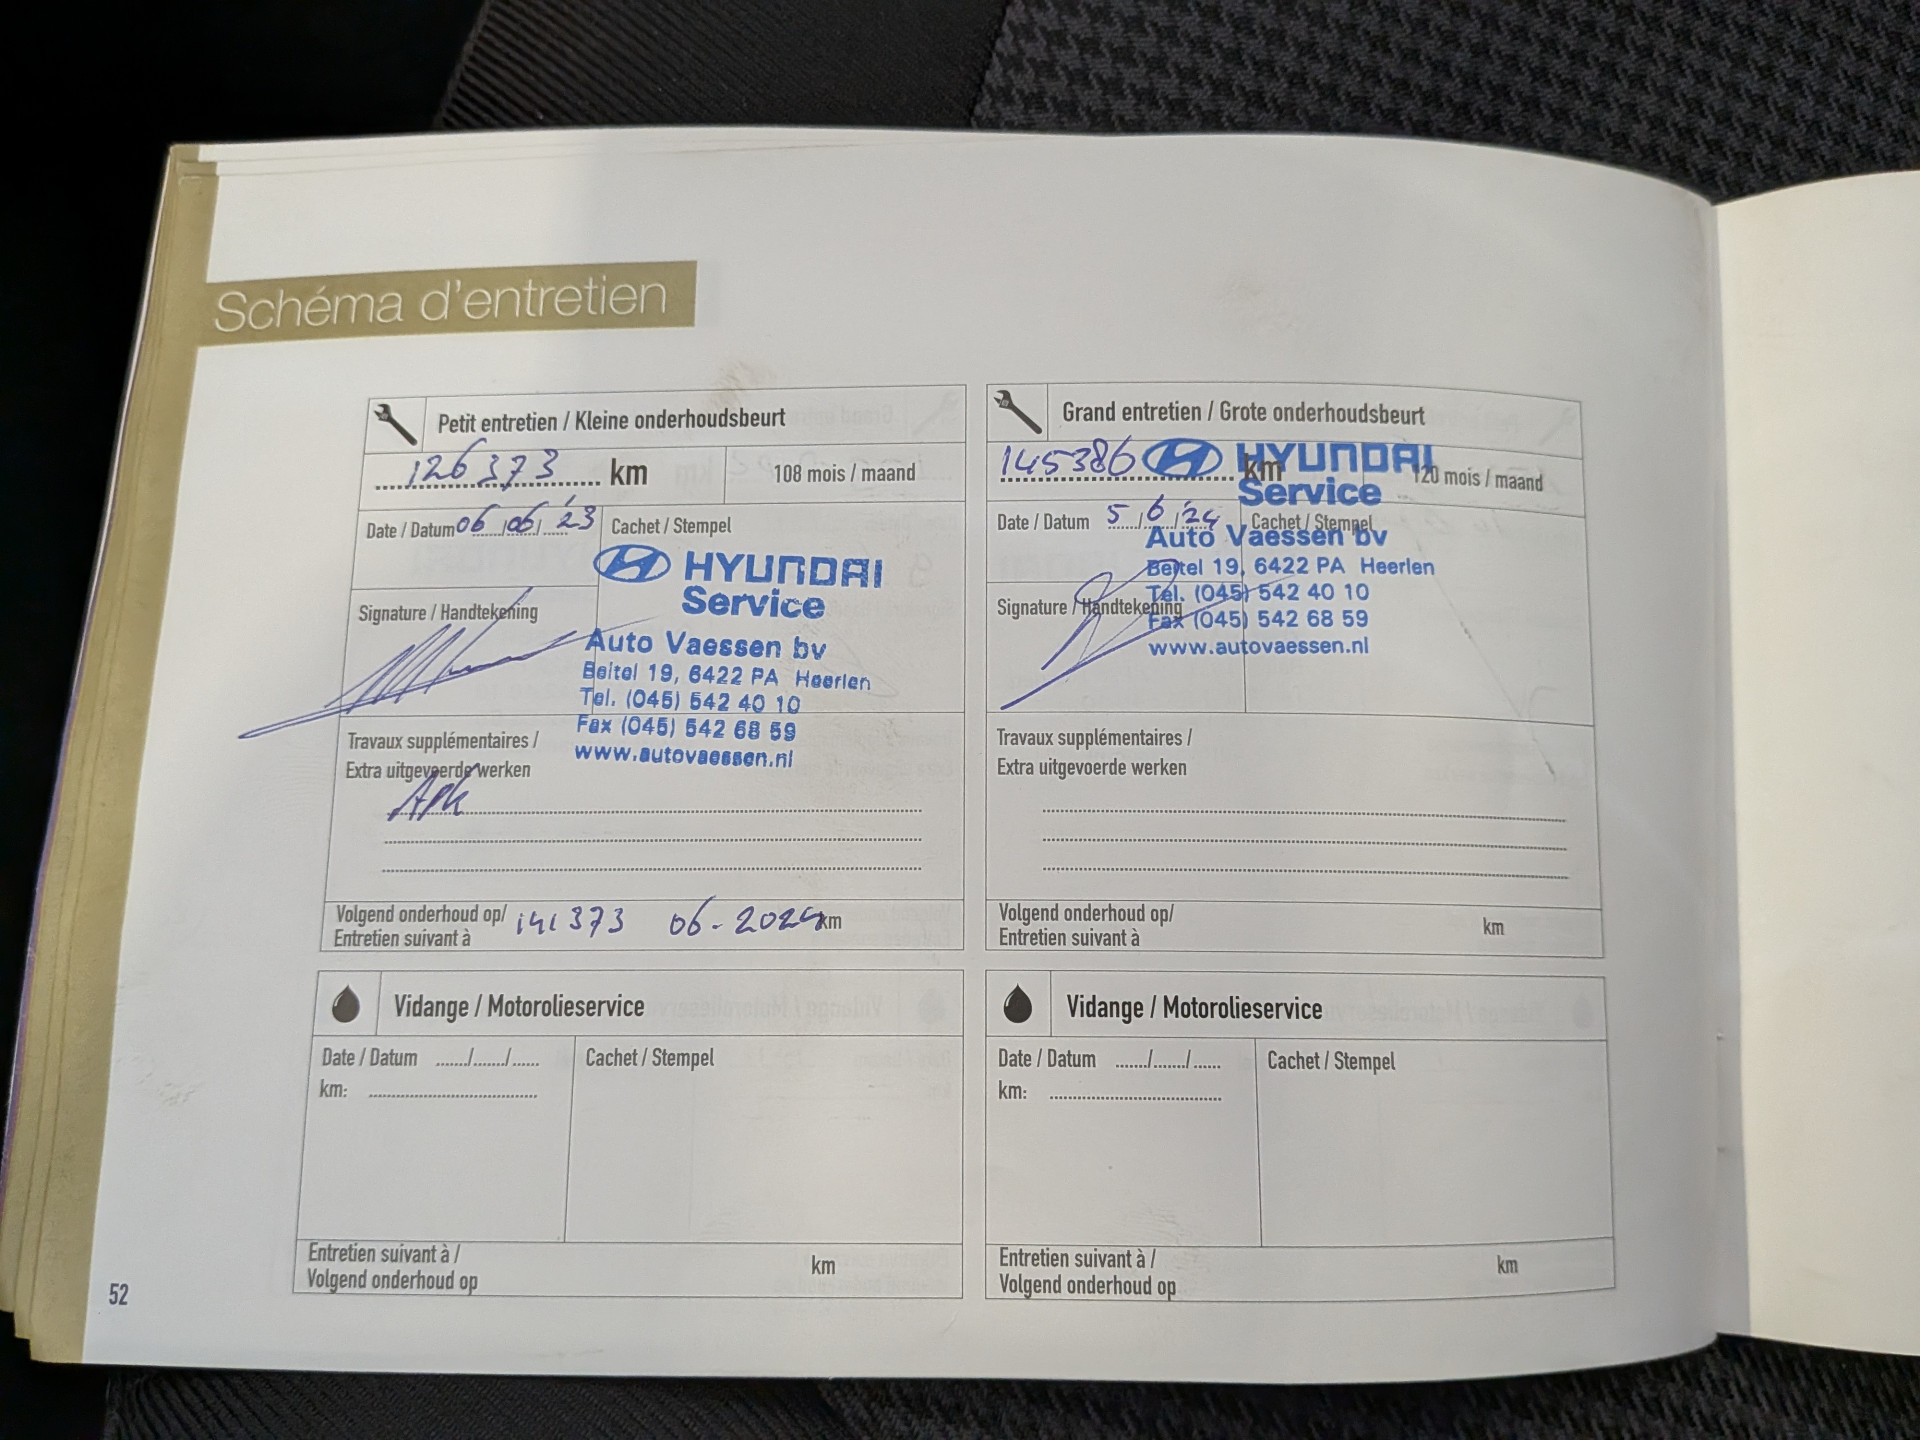 Schéma d'entretien
Petit entretien / Kleine onderhoudsbeurt
126373 km
108 mois / maand
Date / Datum 06/06/'23
Cachet / Stempel
HYUNDAI
Service
Auto Vaessen bv
Beitel 19, 6422 PA Heerlen
Tel. (045) 542 40 10
Fax (045) 542 68 59
www.autovaessen.nl
Signature / Handtekening
Travaux supplémentaires /
Extra uitgevoerde werken
APK
Volgend onderhoud op/ 141373 06-2024 km
Entretien suivant à
Grand entretien / Grote onderhoudsbeurt
145386 km
120 mois / maand
Date / Datum 5/6/'24
Cachet / Stempel
HYUNDAI
Service
Auto Vaessen bv
Beitel 19, 6422 PA Heerlen
Tel. (045) 542 40 10
Fax (045) 542 68 59
www.autovaessen.nl
Signature / Handtekening
Travaux supplémentaires /
Extra uitgevoerde werken
Volgend onderhoud op/ km
Entretien suivant à
Vidange / Motorolieservice
Date / Datum ....../....../......
Cachet / Stempel
km: ....................
Entretien suivant à / km
Volgend onderhoud op
Vidange / Motorolieservice
Date / Datum ....../....../......
Cachet / Stempel
km: ....................
Entretien suivant à / km
Volgend onderhoud op
52